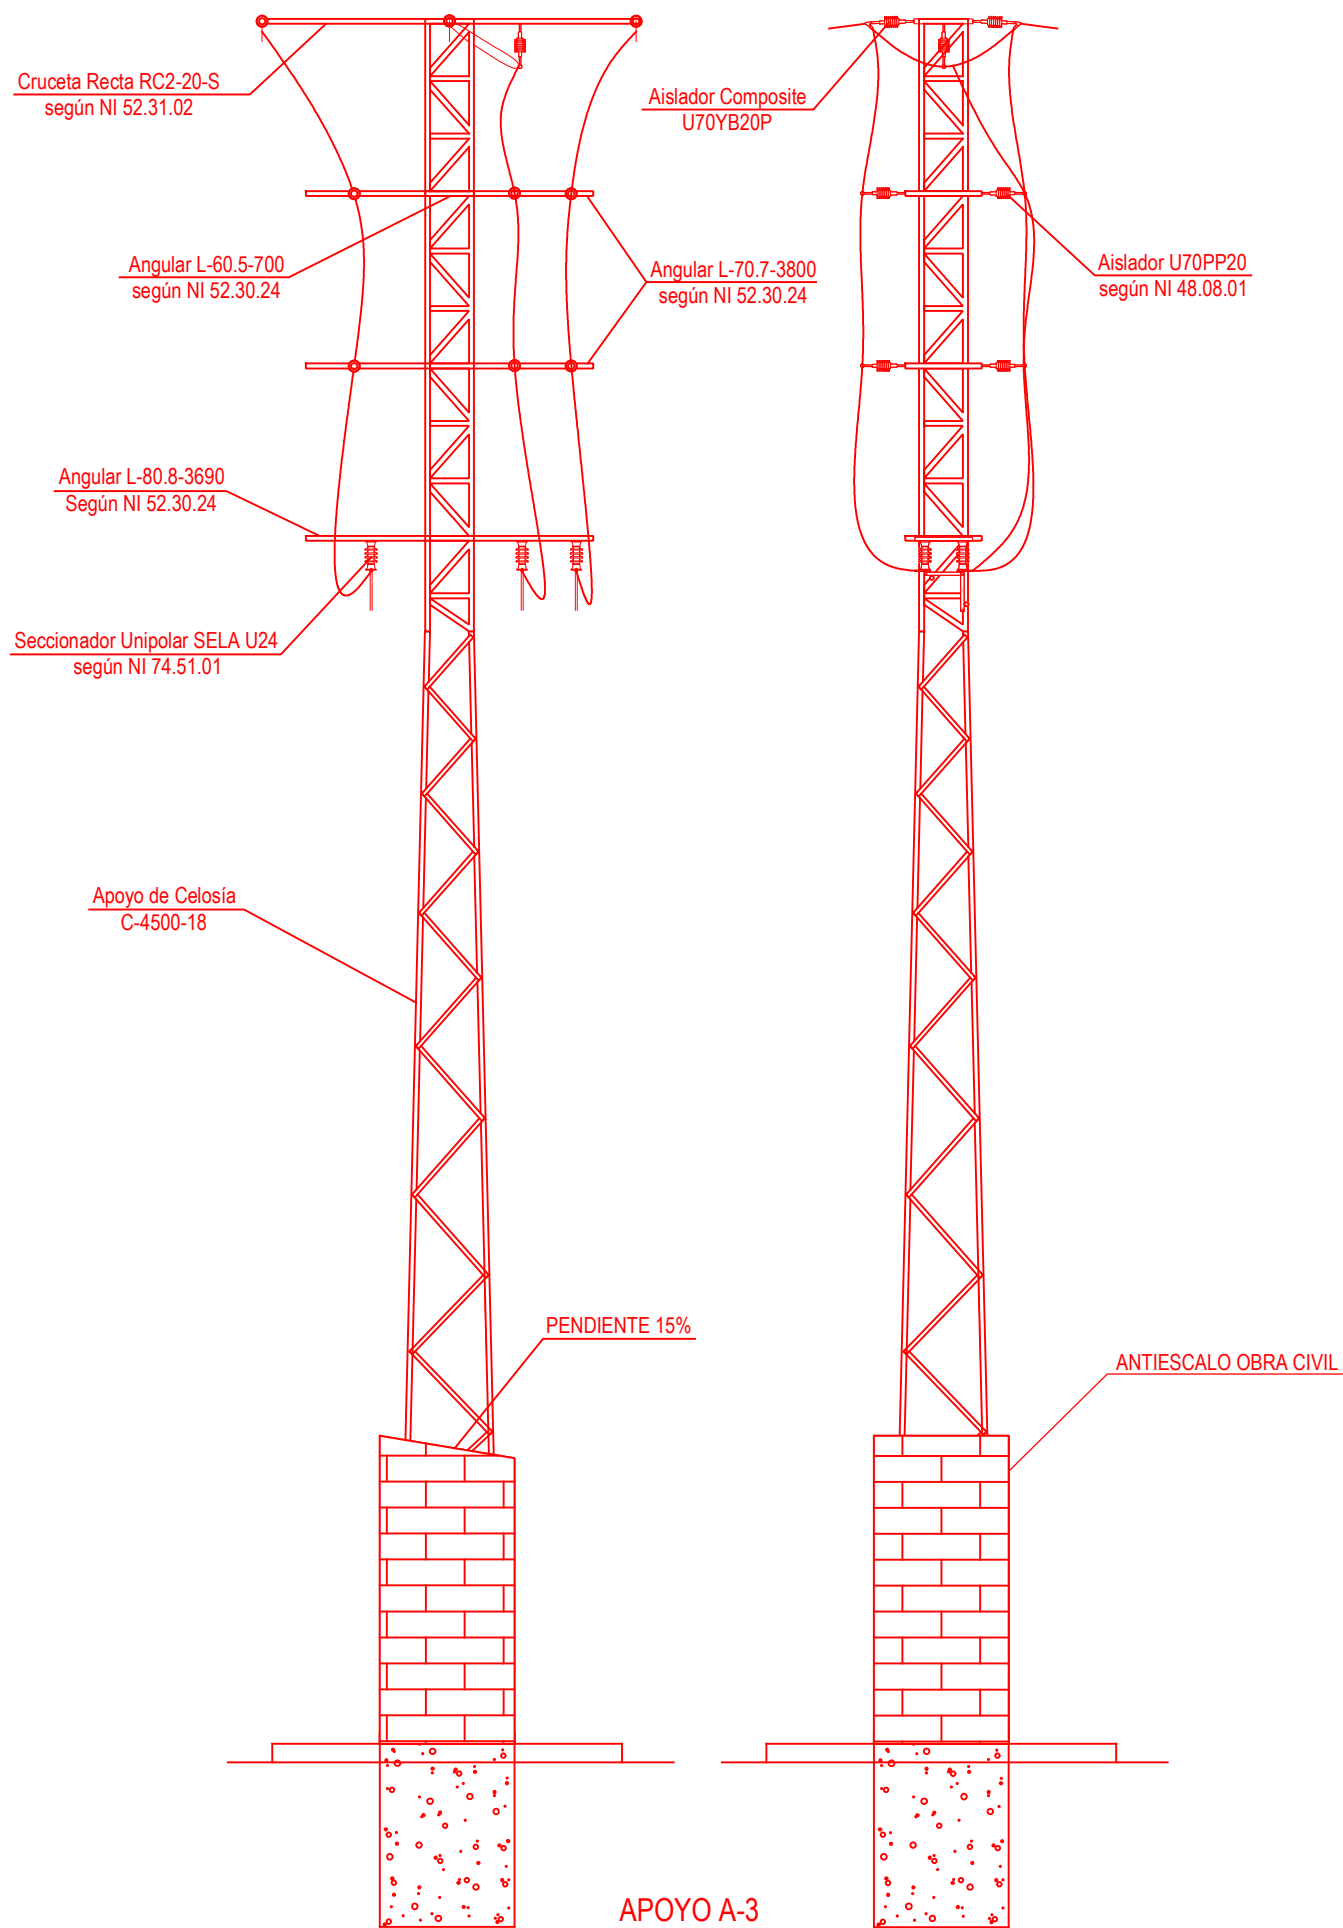 Cruceta Recta RC2-20-S
según NI 52.31.02
Aislador Composite
U70YB20P
Angular L-60.5-700
según NI 52.30.24
Angular L-70.7-3800
según NI 52.30.24
Aislador U70PP20
según NI 48.08.01
Angular L-80.8-3690
Según NI 52.30.24
Seccionador Unipolar SELA U24
según NI 74.51.01
Apoyo de Celosía
C-4500-18
PENDIENTE 15%
ANTIESCALO OBRA CIVIL
APOYO A-3